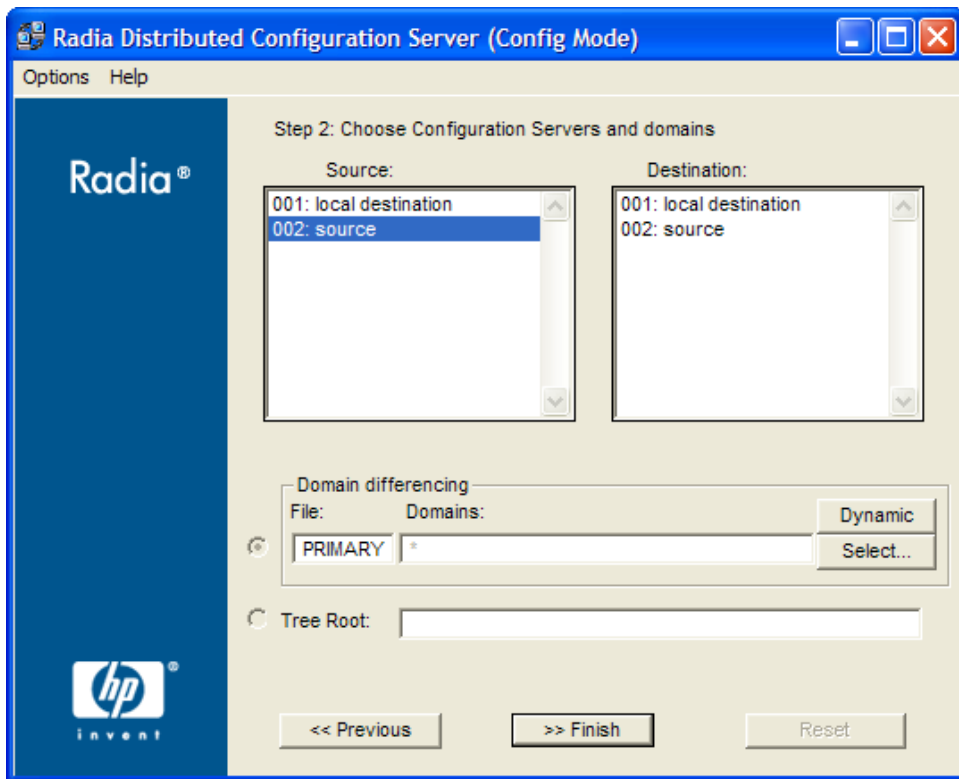 Radia Distributed Configuration Server (Config Mode)
Options Help
Radia®
Step 2: Choose Configuration Servers and domains
Source:
001: local destination
002: source
Destination:
001: local destination
002: source
Domain differencing
File: Domains:
PRIMARY *
Dynamic
Select...
Tree Root:
hp®
invent
<< Previous
>> Finish
Reset